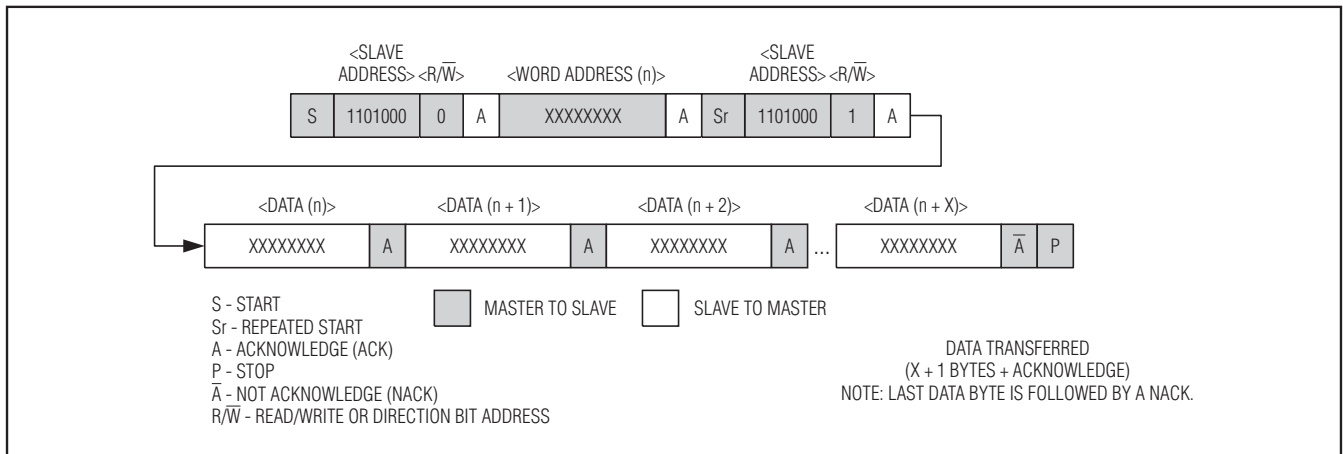 <SLAVE
ADDRESS> <R/W̅>
<WORD ADDRESS (n)>
<SLAVE
ADDRESS> <R/W̅>
S 1101000 0 A XXXXXXXX A Sr 1101000 1 A
<DATA (n)> <DATA (n + 1)> <DATA (n + 2)> <DATA (n + X)>
XXXXXXXX A XXXXXXXX A XXXXXXXX A ... XXXXXXXX A̅ P
S - START
Sr - REPEATED START
A - ACKNOWLEDGE (ACK)
P - STOP
A̅ - NOT ACKNOWLEDGE (NACK)
R/W̅ - READ/WRITE OR DIRECTION BIT ADDRESS
MASTER TO SLAVE
SLAVE TO MASTER
DATA TRANSFERRED
(X + 1 BYTES + ACKNOWLEDGE)
NOTE: LAST DATA BYTE IS FOLLOWED BY A NACK.